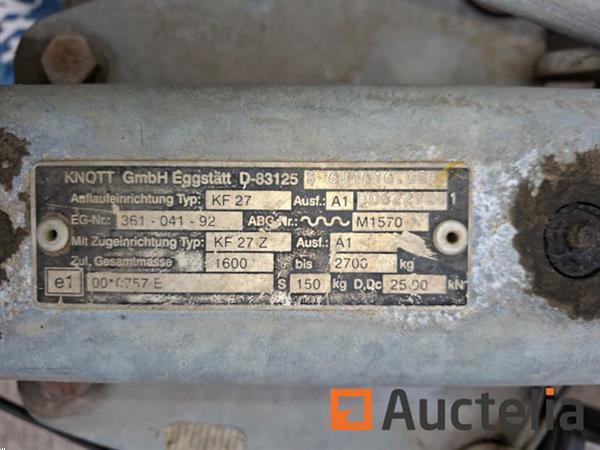 KNOTT GmbH Eggstätt D-83125
Auflaufeinrichtung Typ: KF 27 Ausf.: A1
EG-Nr.: 361 - 041 - 92 ABG-Nr.: M1570
Mit Zugeinrichtung Typ: KF 27 Z Ausf.: A1
Zul. Gesamtmasse 1600 bis 2700 kg
e1 00*0757 E S 150 kg D,Dc 25.00 kN
Auctelia